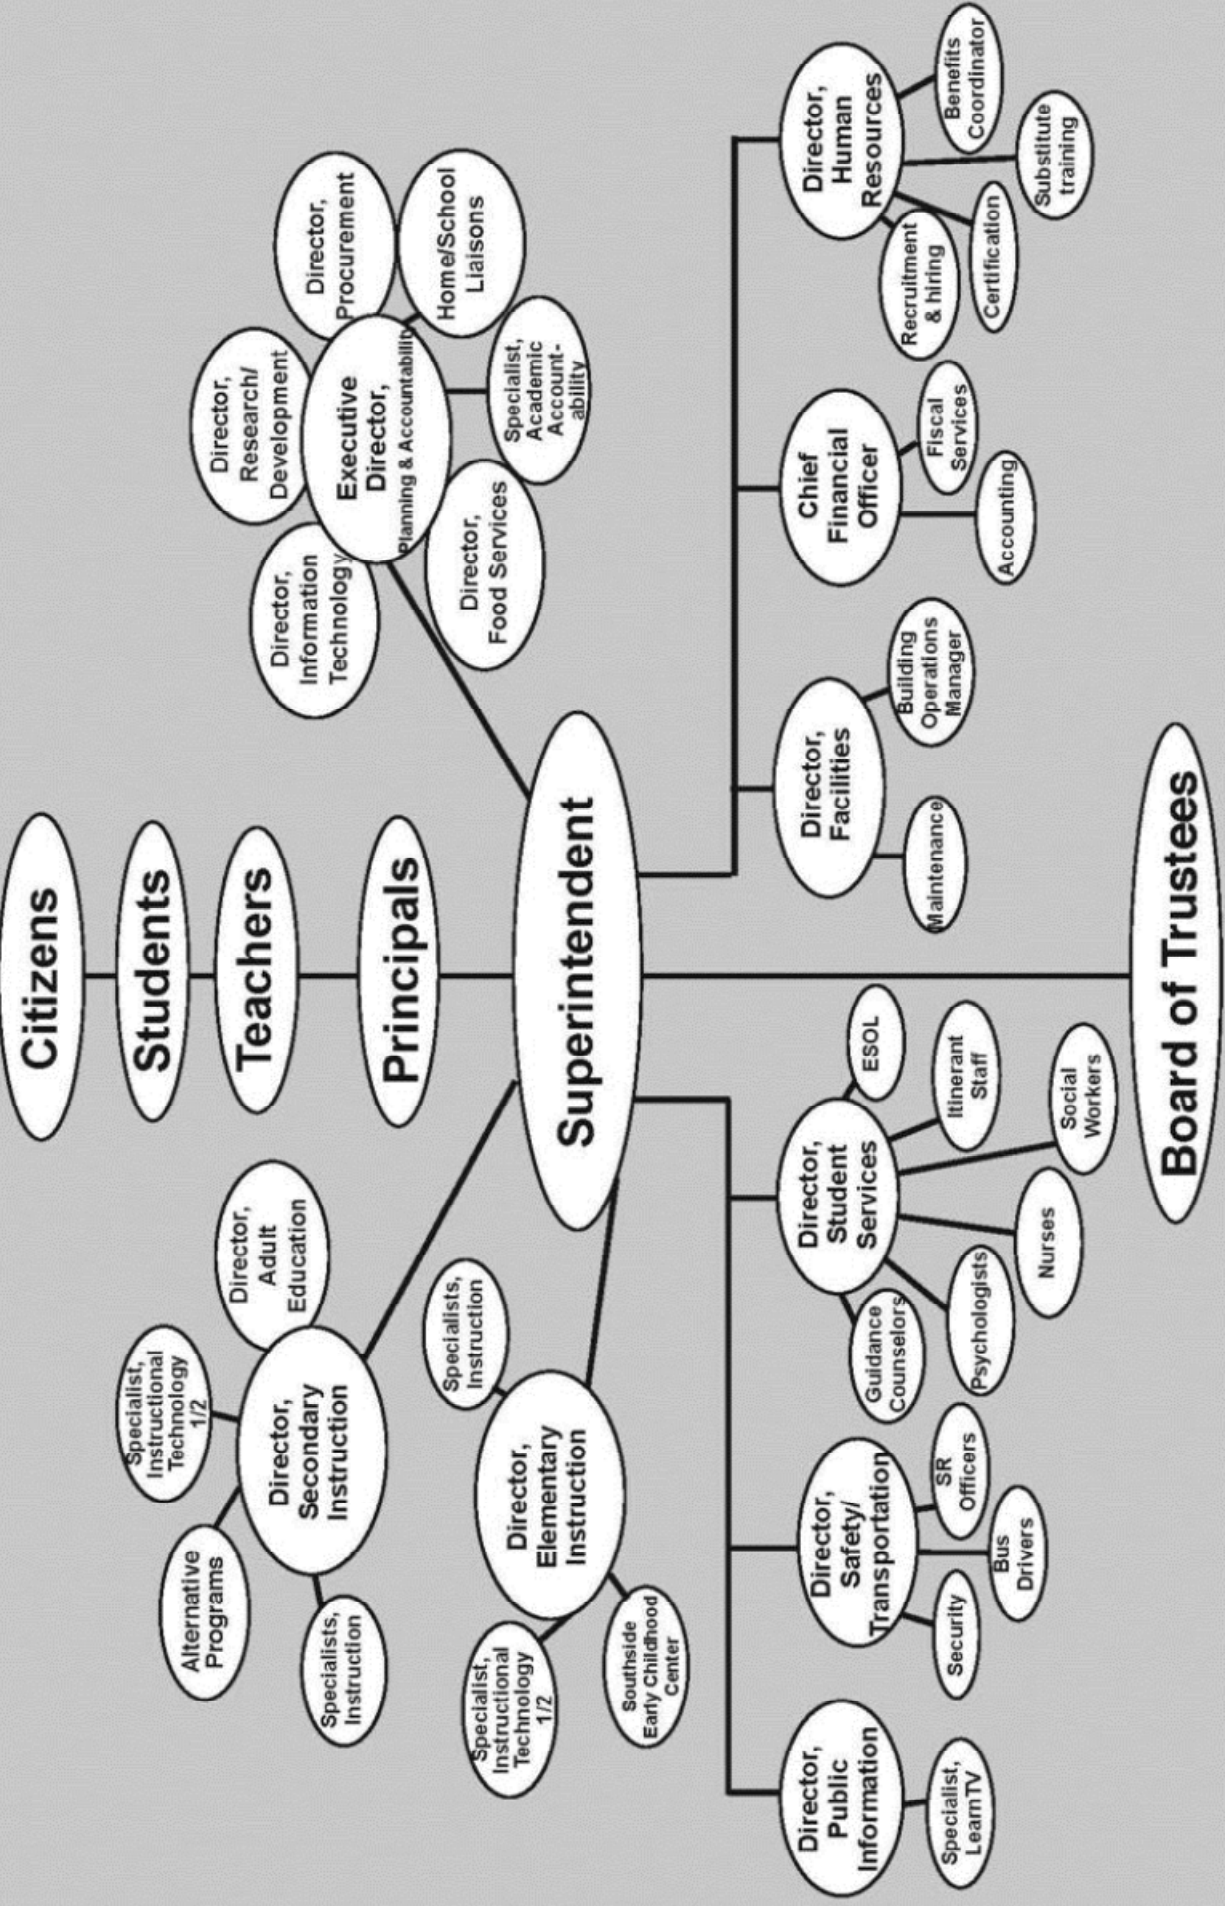 Citizens
Students
Teachers
Principals
Superintendent
Board of Trustees
Director,
Adult
Education
Specialist,
Instructional
Technology
1/2
Director,
Secondary
Instruction
Alternative
Programs
Specialists,
Instruction
Specialists,
Instruction
Director,
Elementary
Instruction
Specialist,
Instructional
Technology
1/2
Southside
Early Childhood
Center
Director,
Information
Technology
Director,
Research/
Development
Director,
Procurement
Executive
Director,
Planning & Accountability
Home/School
Liaisons
Specialist,
Academic
Account-
ability
Director,
Food Services
Director,
Public
Information
Specialist,
LearnTV
Director,
Safety/
Transportation
Security
Bus
Drivers
SR
Officers
Director,
Student
Services
Guidance
Counselors
Psychologists
Nurses
Social
Workers
Itinerant
Staff
ESOL
Director,
Facilities
Maintenance
Building
Operations
Manager
Chief
Financial
Officer
Accounting
Fiscal
Services
Director,
Human
Resources
Recruitment
& hiring
Certification
Substitute
training
Benefits
Coordinator